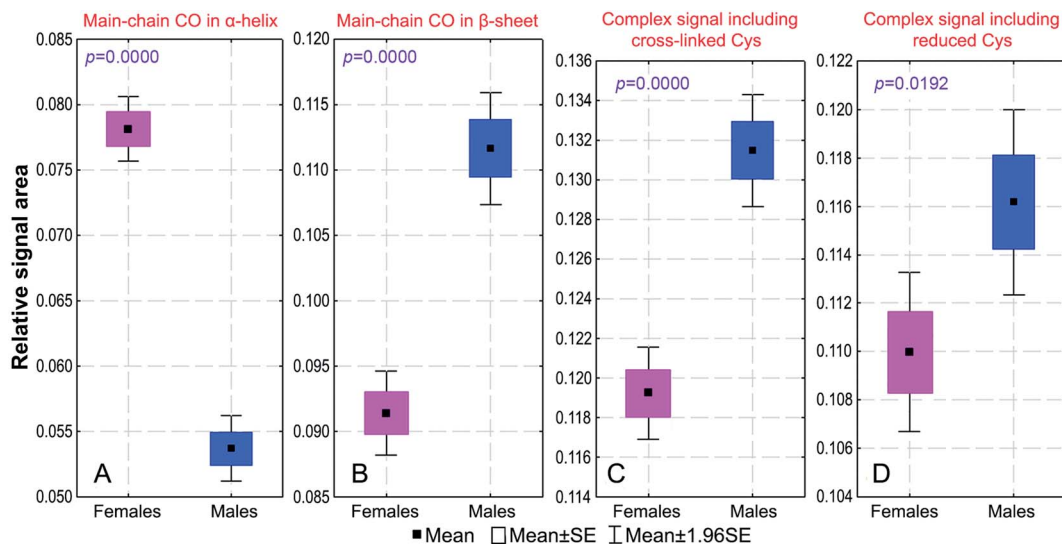 Main-chain CO in α-helix
Main-chain CO in β-sheet
Complex signal including
cross-linked Cys
Complex signal including
reduced Cys
Relative signal area
0.085
0.080
0.075
0.070
0.065
0.060
0.055
0.050
p=0.0000
A
Females
Males
0.120
0.115
0.110
0.105
0.100
0.095
0.090
0.085
p=0.0000
B
Females
Males
0.136
0.134
0.132
0.130
0.128
0.126
0.124
0.122
0.120
0.118
0.116
0.114
p=0.0000
C
Females
Males
0.122
0.120
0.118
0.116
0.114
0.112
0.110
0.108
0.106
0.104
p=0.0192
D
Females
Males
Mean
Mean±SE
Mean±1.96SE